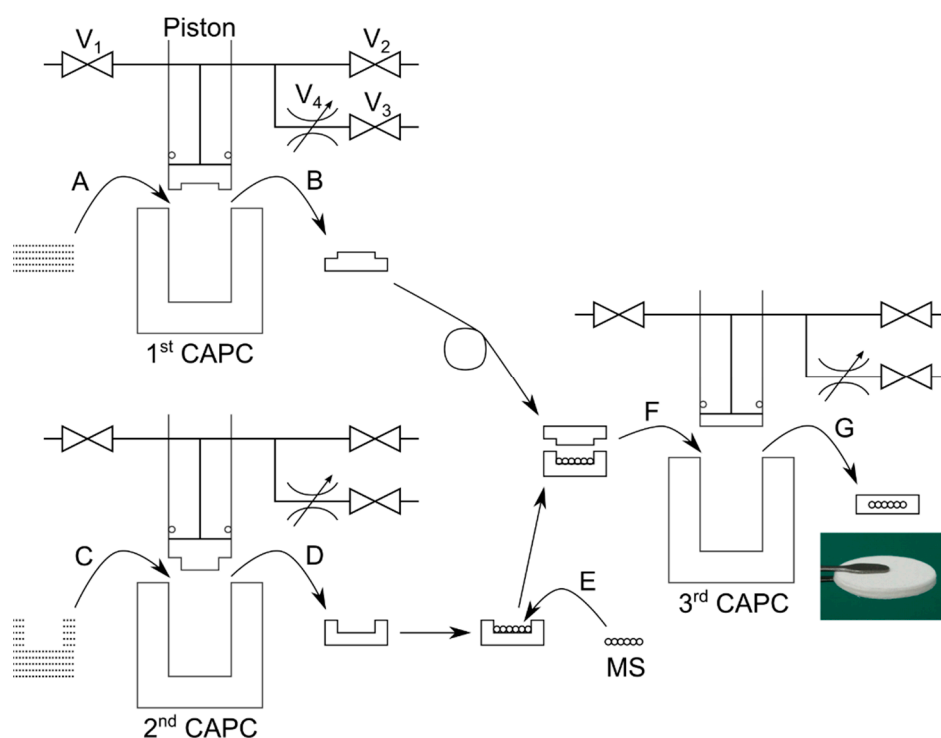 Piston
V1
V2
V4
V3
A
B
1st CAPC
F
G
C
D
E
3rd CAPC
MS
2nd CAPC